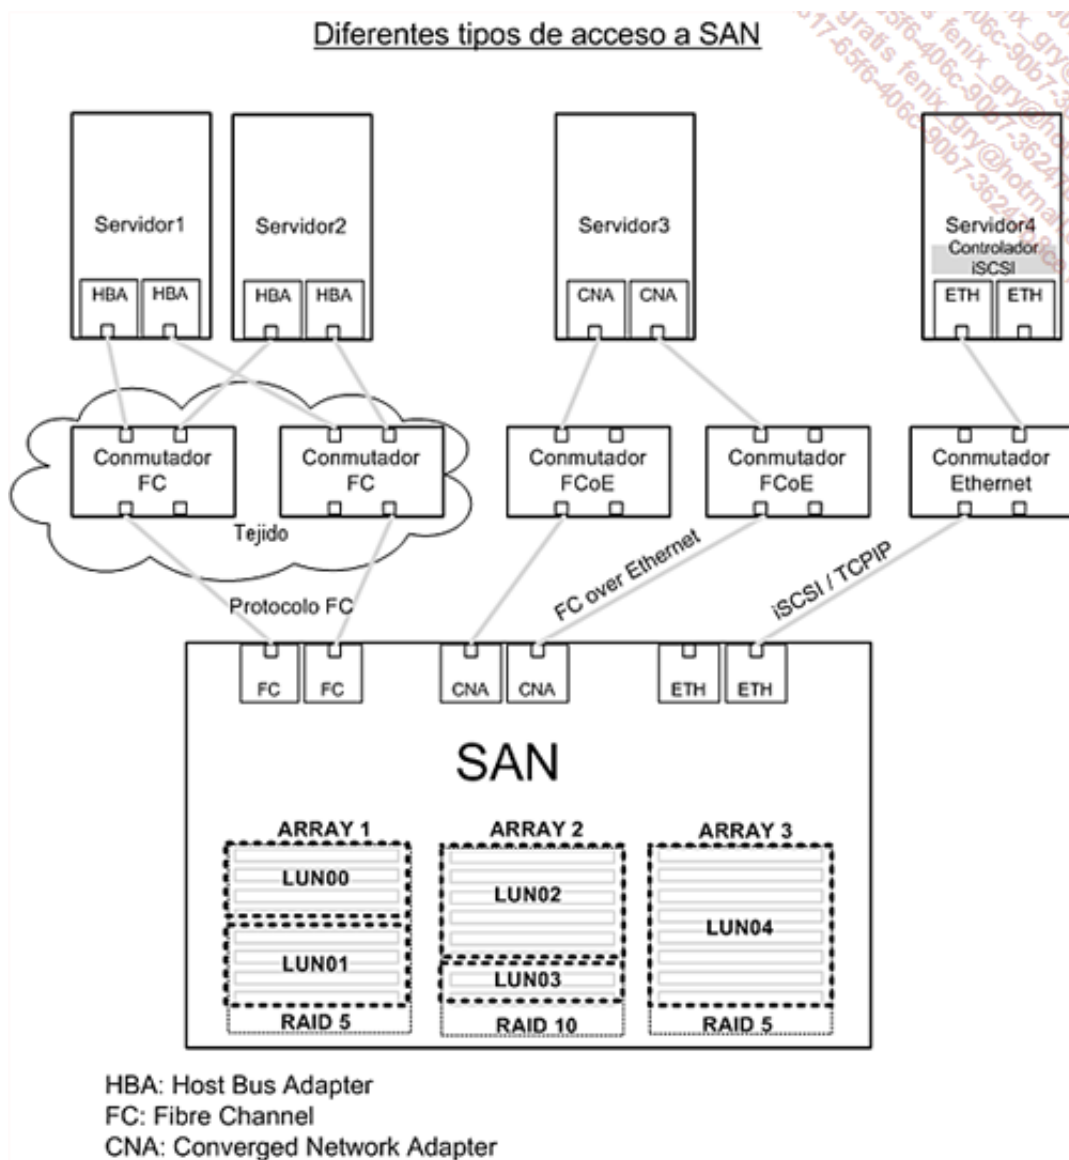 Diferentes tipos de acceso a SAN
Servidor1
Servidor2
Servidor3
Servidor4
Controlador
iSCSI
HBA
HBA
HBA
HBA
CNA
CNA
ETH
ETH
Conmutador
FC
Conmutador
FC
Conmutador
FCoE
Conmutador
FCoE
Conmutador
Ethernet
Tejido
Protocolo FC
FC over Ethernet
iSCSI / TCPIP
FC
FC
CNA
CNA
ETH
ETH
SAN
ARRAY 1
ARRAY 2
ARRAY 3
LUN00
LUN01
LUN02
LUN03
LUN04
RAID 5
RAID 10
RAID 5
HBA: Host Bus Adapter
FC: Fibre Channel
CNA: Converged Network Adapter